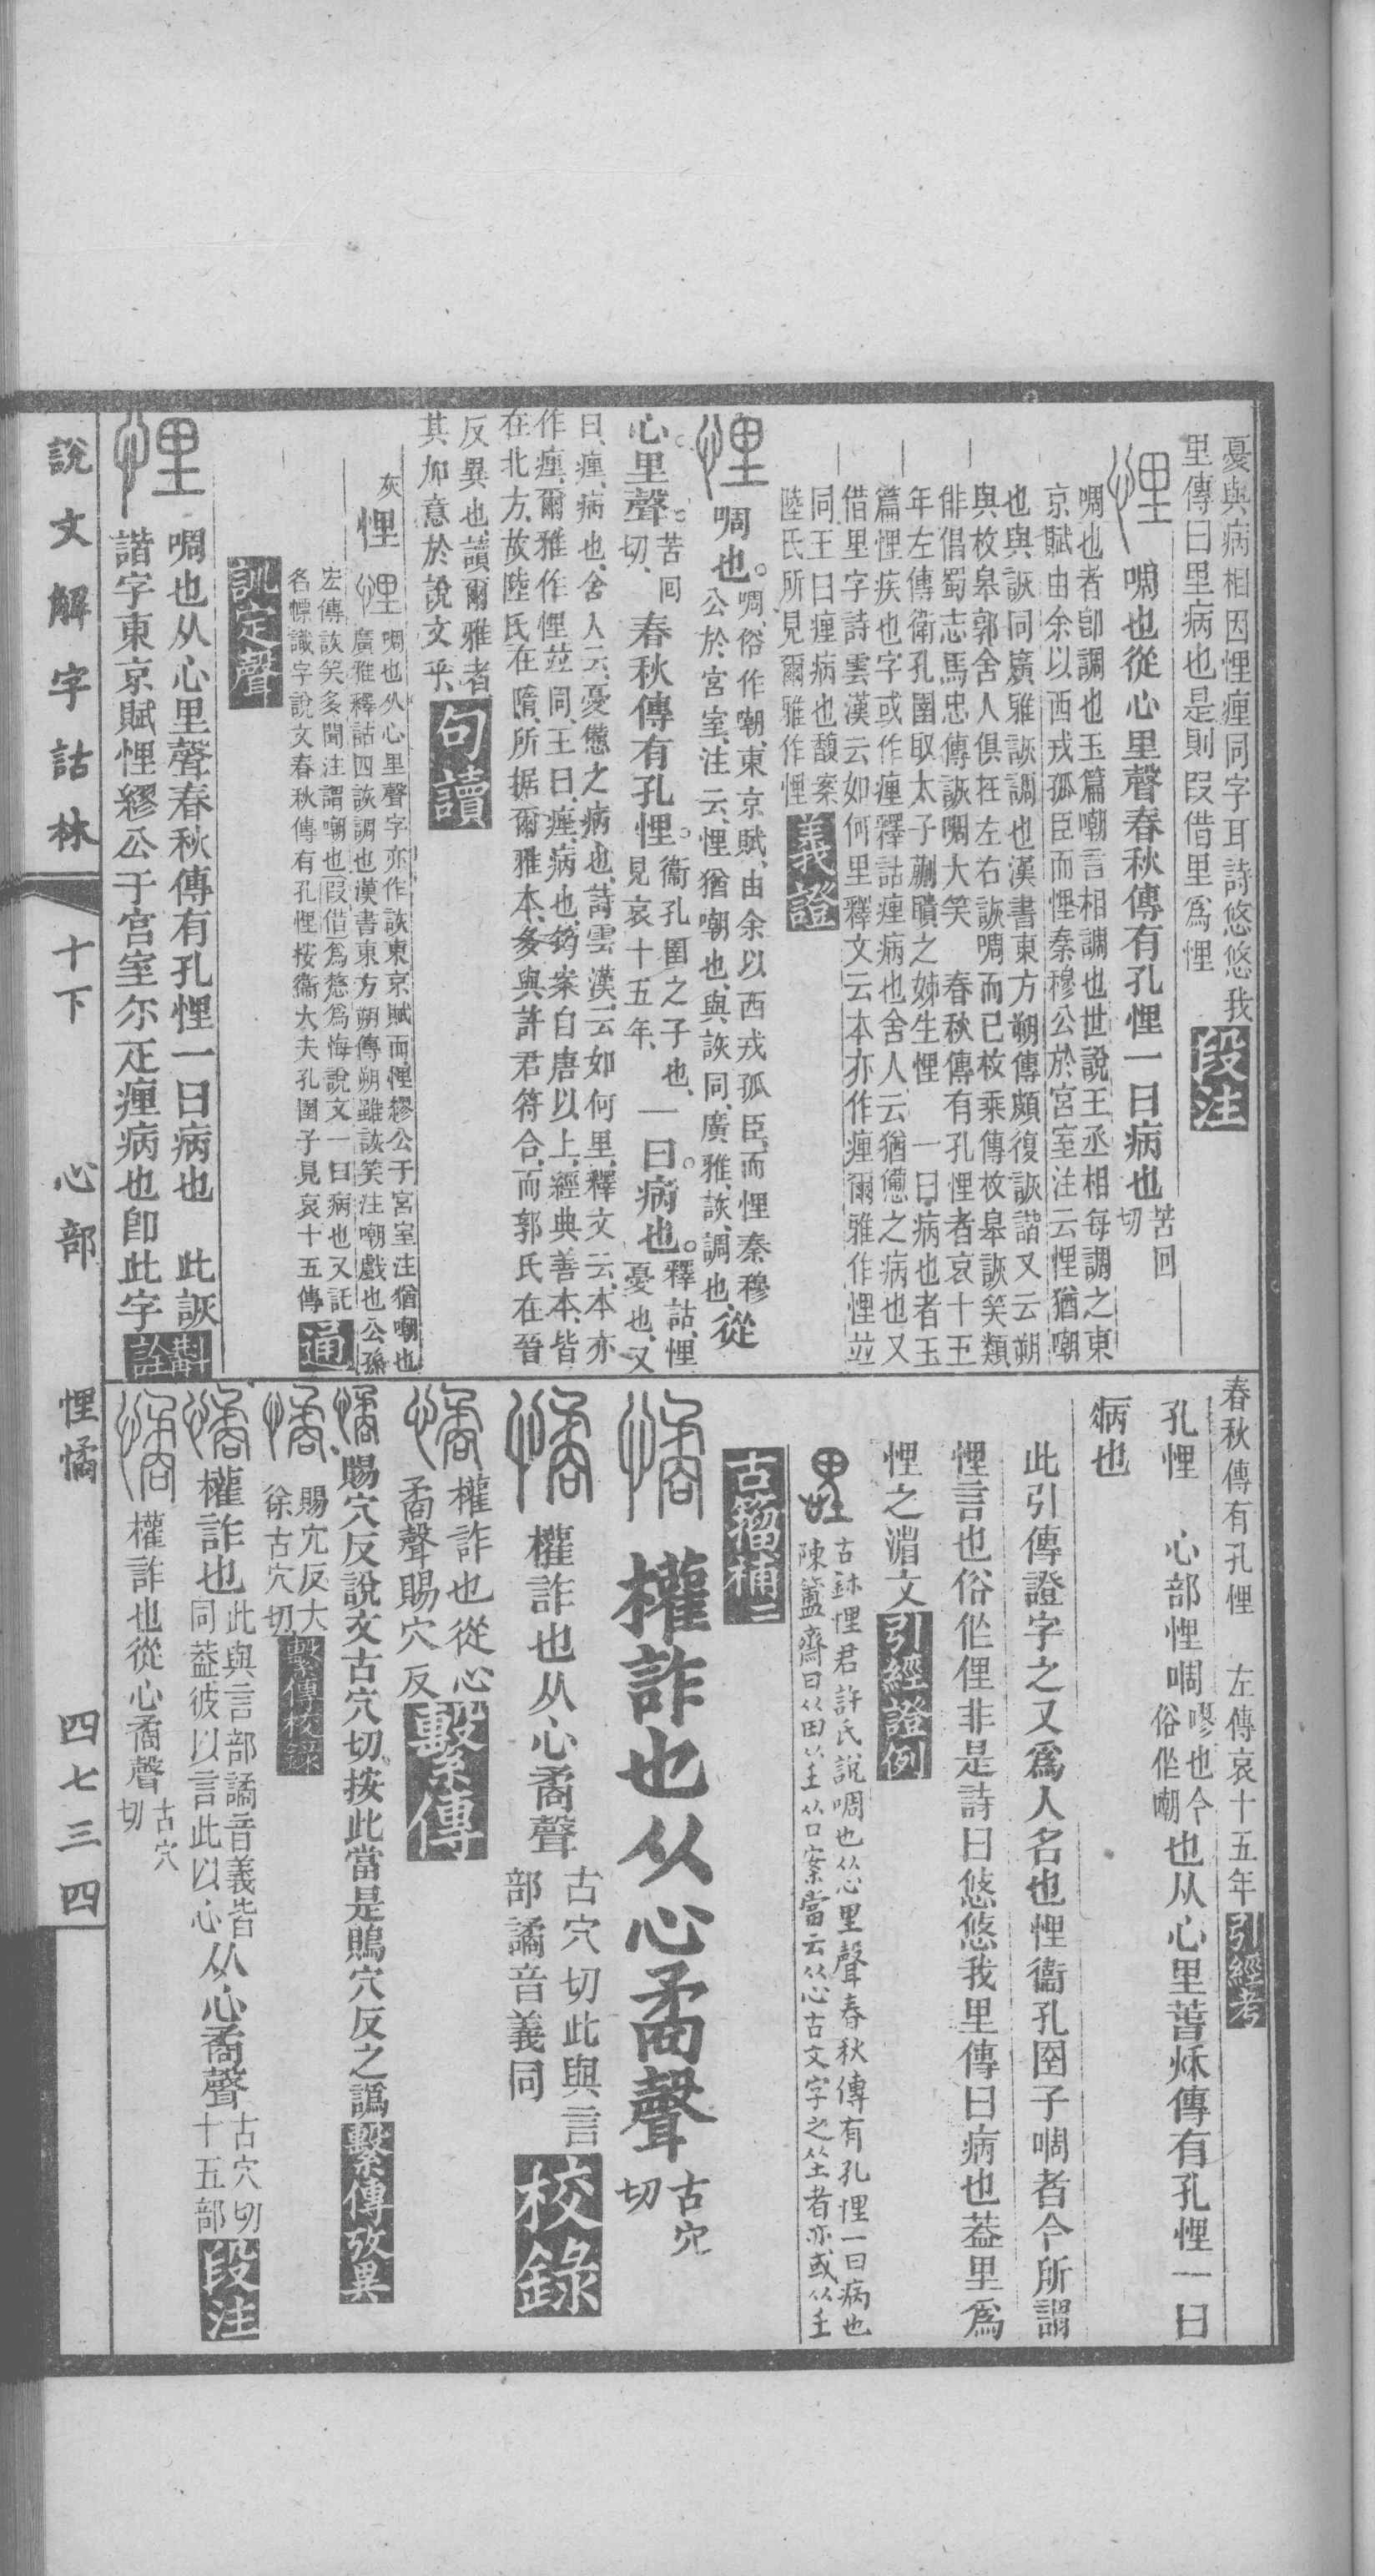 憂與病相因悝瘇同字耳詩悠悠我
里傳曰里病也是則叚借里爲悝
段注
悝 啁也從心里聲春秋傳有孔悝一曰病也苦回切
啁也者卽調也玉篇嘲言相調也世說王丞相每調之東
京賦由余以西戎孤臣而悝秦穆公於宮室注云悝猶嘲
也與詼同廣雅詼調也漢書東方朔傳頗復詼諧又云朔
與枚皋郭舍人俱在左右詼啁而已枚乘傳枚皋詼笑類
俳倡蜀志馬忠傳詼啁大笑 春秋傳有孔悝者哀十五
年左傳衛孔圉取太子蒯聵之姊生悝 一曰病也者玉
篇悝疾也字或作瘇釋詁瘇病也舍人云猶憊之病也又
借里字詩雲漢云如何里釋文云本亦作瘇爾雅作悝竝
同王曰瘇病也馥案
陸氏所見爾雅作悝
義證
悝 啁也。啁俗作嘲、東京賦、由余以西戎孤臣、而悝秦穆
公於宮室、注云、悝猶嘲也、與詼同、廣雅、詼、調也、從
心里聲。苦回切、春秋傳有孔悝。衞孔圉之子也、見哀十五年、一曰病也。釋詁、悝憂也、又
曰、瘇、病也、舍人云、憂憊之病也、詩雲漢云如何里、釋文云、本亦
作瘇、爾雅作悝竝同、王曰、瘇、病也、筠案自唐以上、經典善本、皆
在北方、故陸氏在隋、所据爾雅本、多與許君符合、而郭氏在晉
反異也、讀爾雅者
其加意於說文乎、
句讀
灰 悝 悝 啁也从心里聲字亦作詼東京賦而悝繆公于宮室注猶嘲也
廣雅釋詁四詼調也漢書東方朔傳朔雖詼笑注嘲戲也公孫
宏傳詼笑多聞注謂嘲也叚借爲愁爲悔說文一曰病也又託
名幖識字說文春秋傳有孔悝按衞大夫孔圉子見哀十五傳
通
訓定聲
悝 啁也从心里聲春秋傳有孔悝一曰病也 此詼
諧字東京賦悝繆公于宮室尒疋瘇病也卽此字
斠詮
春秋傳有孔悝 左傳哀十五年引經考
孔悝 心部悝啁嘐也今俗作嘲也从心里䛐秌傳有孔悝一曰
病也
此引傳證字之又爲人名也悝衞孔圉子啁者今所謂
悝言也俗作俚非是詩曰悠悠我里傳曰病也葢里爲
悝之渻文引經證例
古鉥悝君許氏說啁也从心里聲春秋傳有孔悝一曰病也
陳簠齋曰从田从𡈼从口案當云从心古文字之从土者亦或从𡈼
古籀補二
憰 權詐也从心矞聲古穴切
憰 權詐也从心矞聲古穴切此與言
部譎音義同
校錄
憰 權詐也從心
矞聲賜穴反
繫傳
憰 賜穴反說文古穴切按此當是鵙穴反之譌繫傳攷異
憰 賜穴反大
徐古穴切
繫傳校錄
憰 權詐也此與言部譎音義皆同葢彼以言此以心从心矞聲古穴切十五部
段注
憰 權詐也從心矞聲古穴切
說文解字詁林 十下 心部 悝憰 四七三四